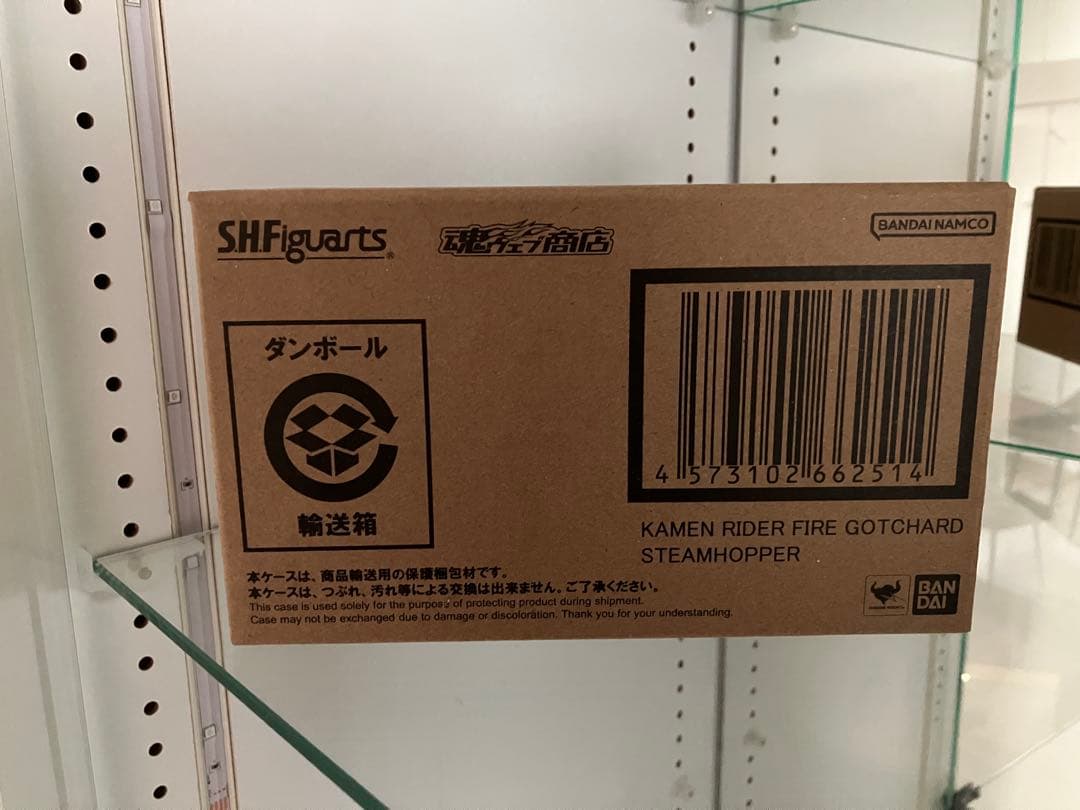 S.H.Figuarts®
魂ウェブ商店
BANDAI NAMCO
ダンボール
輸送箱
4 573102 662514
KAMEN RIDER FIRE GOTCHARD
STEAMHOPPER
本ケースは、商品輸送用の保護梱包材です。
本ケースは、つぶれ、汚れ等による交換は出来ません。ご了承ください。
This case is used solely for the purpose of protecting product during shipment.
Case may not be exchanged due to damage or discoloration. Thank you for your understanding.
BAN
DAI